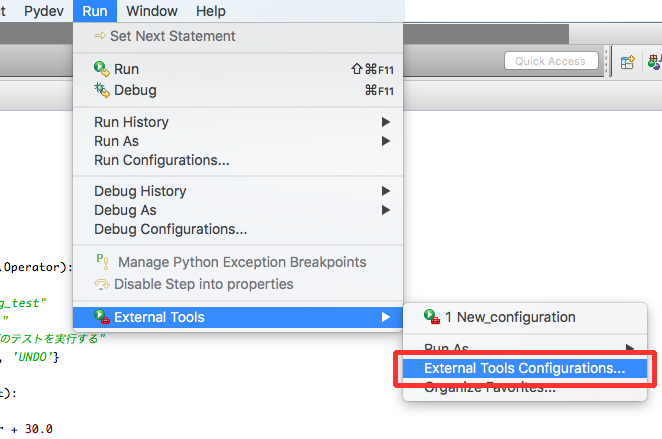 ct Pydev Run Window Help
Set Next Statement
Quick Access
Run ⇧⌘F11
Debug ⌘F11
Run History
Run As
Run Configurations...
Debug History
Debug As
Debug Configurations...
.Operator):
Manage Python Exception Breakpoints
Disable Step into properties
g_test"
"
External Tools
1 New_configuration
のテストを実行する"
Run As
, 'UNDO'}
External Tools Configurations...
Organize Favorites...
t):
r + 30.0